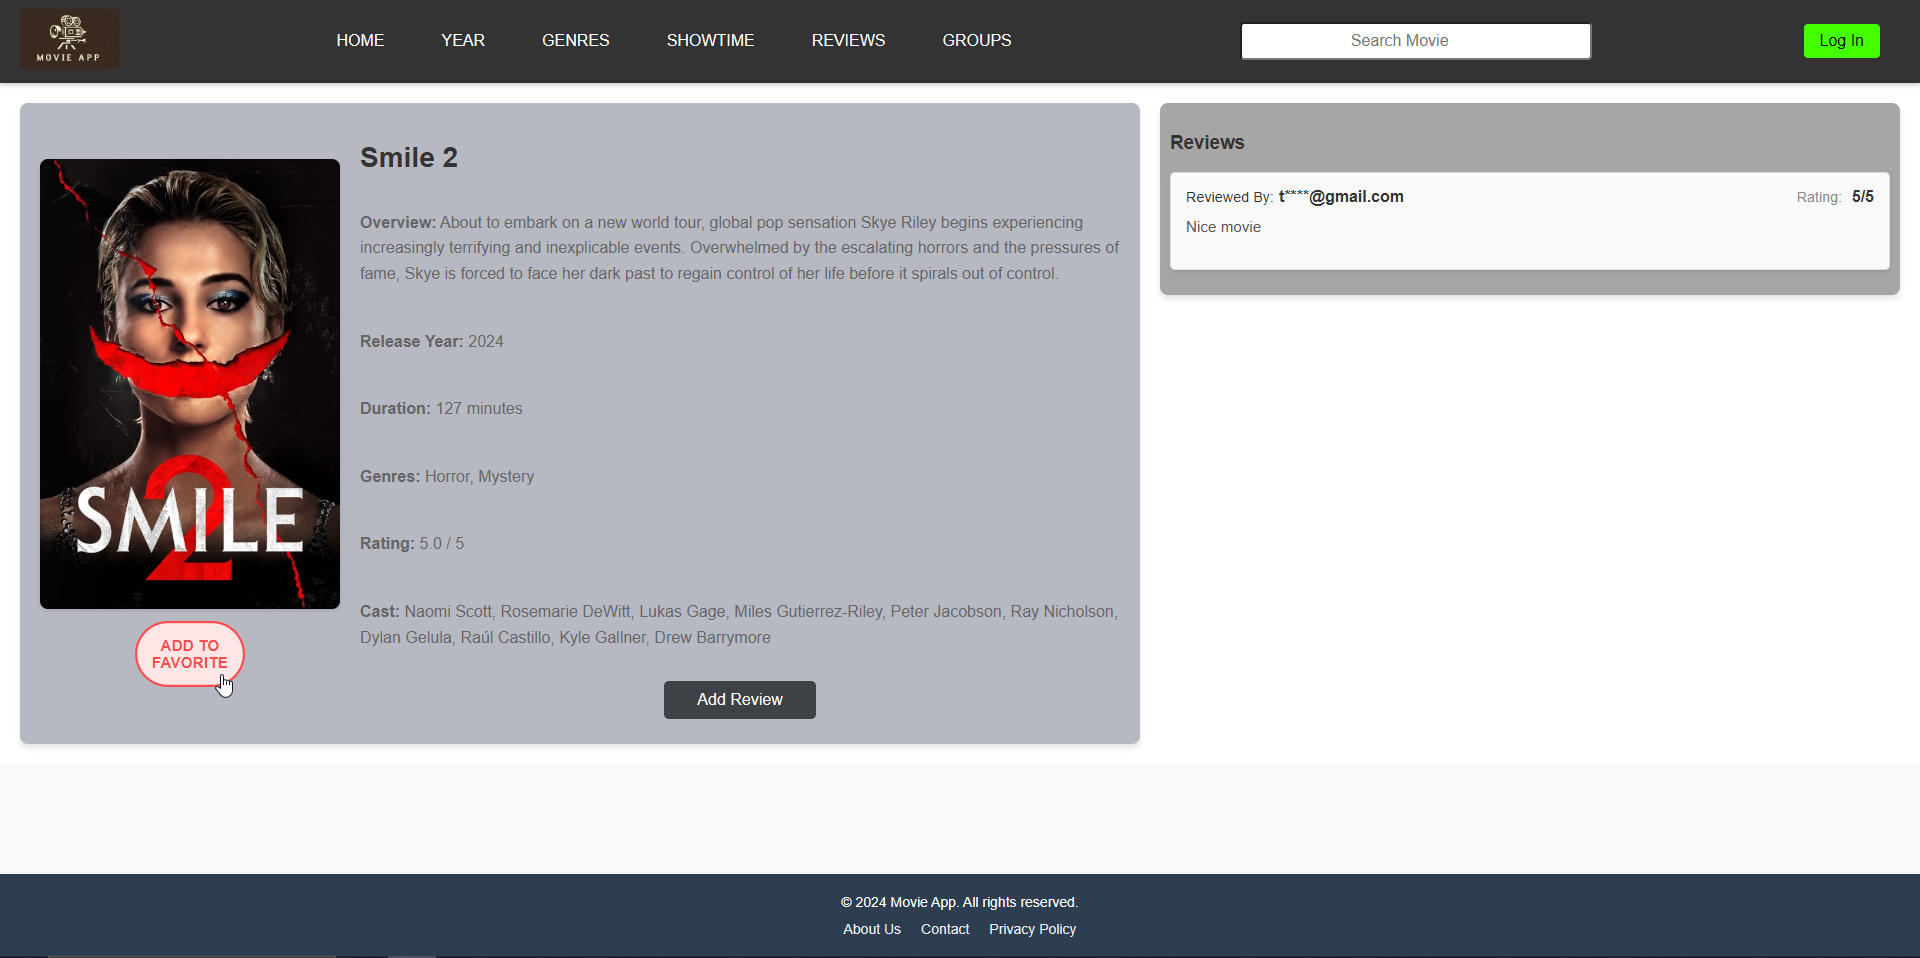 MOVIE APP
HOME YEAR GENRES SHOWTIME REVIEWS GROUPS
Search Movie
Log In
Smile 2
Overview: About to embark on a new world tour, global pop sensation Skye Riley begins experiencing
increasingly terrifying and inexplicable events. Overwhelmed by the escalating horrors and the pressures of
fame, Skye is forced to face her dark past to regain control of her life before it spirals out of control.
Release Year: 2024
Duration: 127 minutes
Genres: Horror, Mystery
Rating: 5.0 / 5
Cast: Naomi Scott, Rosemarie DeWitt, Lukas Gage, Miles Gutierrez-Riley, Peter Jacobson, Ray Nicholson,
Dylan Gelula, Raúl Castillo, Kyle Gallner, Drew Barrymore
SMILE
2
ADD TO
FAVORITE
Add Review
Reviews
Reviewed By: t****@gmail.com
Rating: 5/5
Nice movie
© 2024 Movie App. All rights reserved.
About Us Contact Privacy Policy